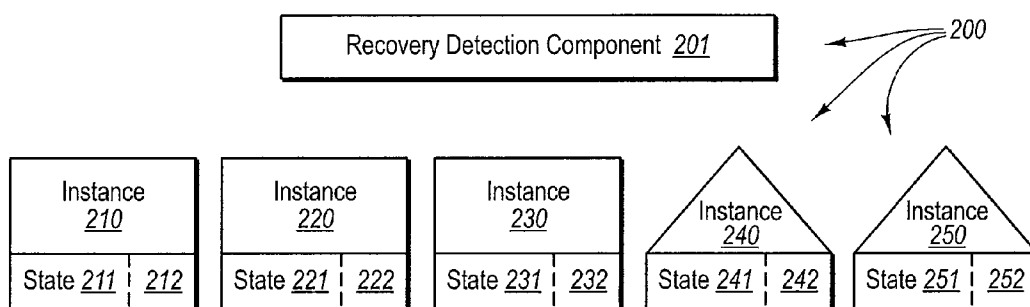 Recovery Detection Component 201
200
Instance
210
Instance
220
Instance
230
Instance
240
Instance
250
State 211 212
State 221 222
State 231 232
State 241 242
State 251 252